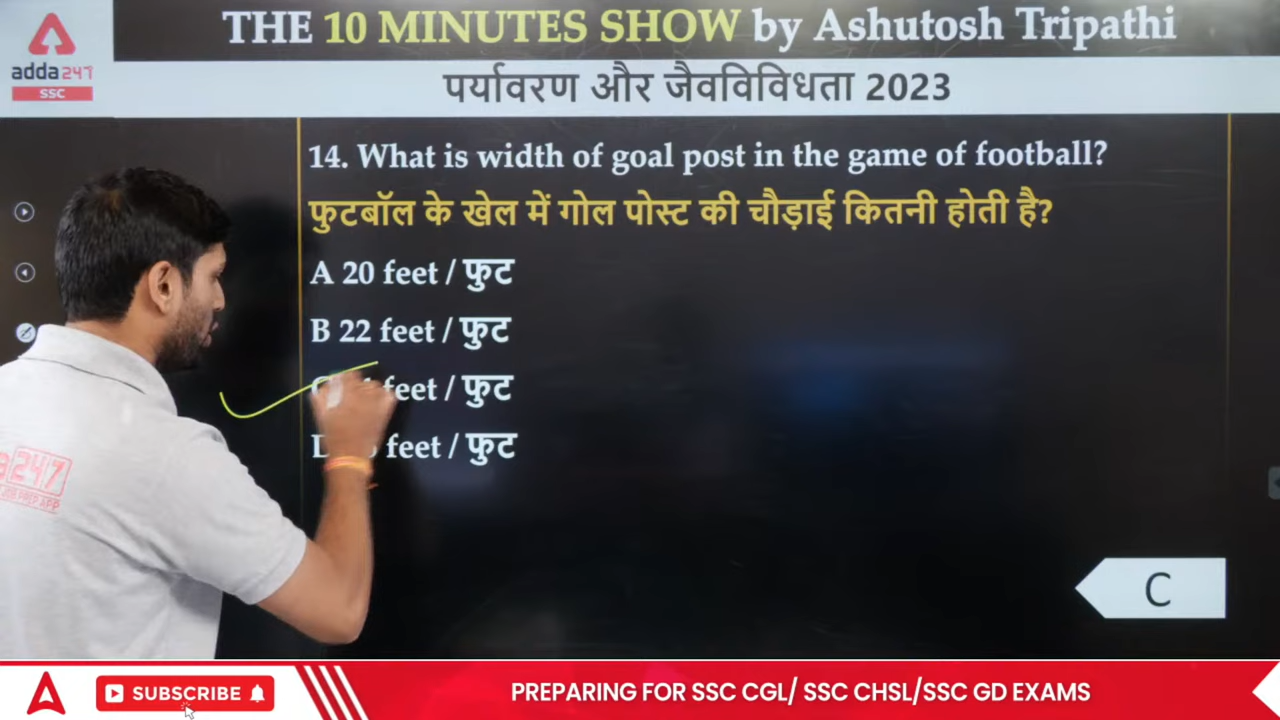 THE 10 MINUTES SHOW by Ashutosh Tripathi
adda247
SSC
पर्यावरण और जैवविविधता 2023
14. What is width of goal post in the game of football?
फुटबॉल के खेल में गोल पोस्ट की चौड़ाई कितनी होती है?
A 20 feet / फुट
B 22 feet / फुट
feet / फुट
feet / फुट
247
C
SUBSCRIBE
PREPARING FOR SSC CGL/ SSC CHSL/SSC GD EXAMS